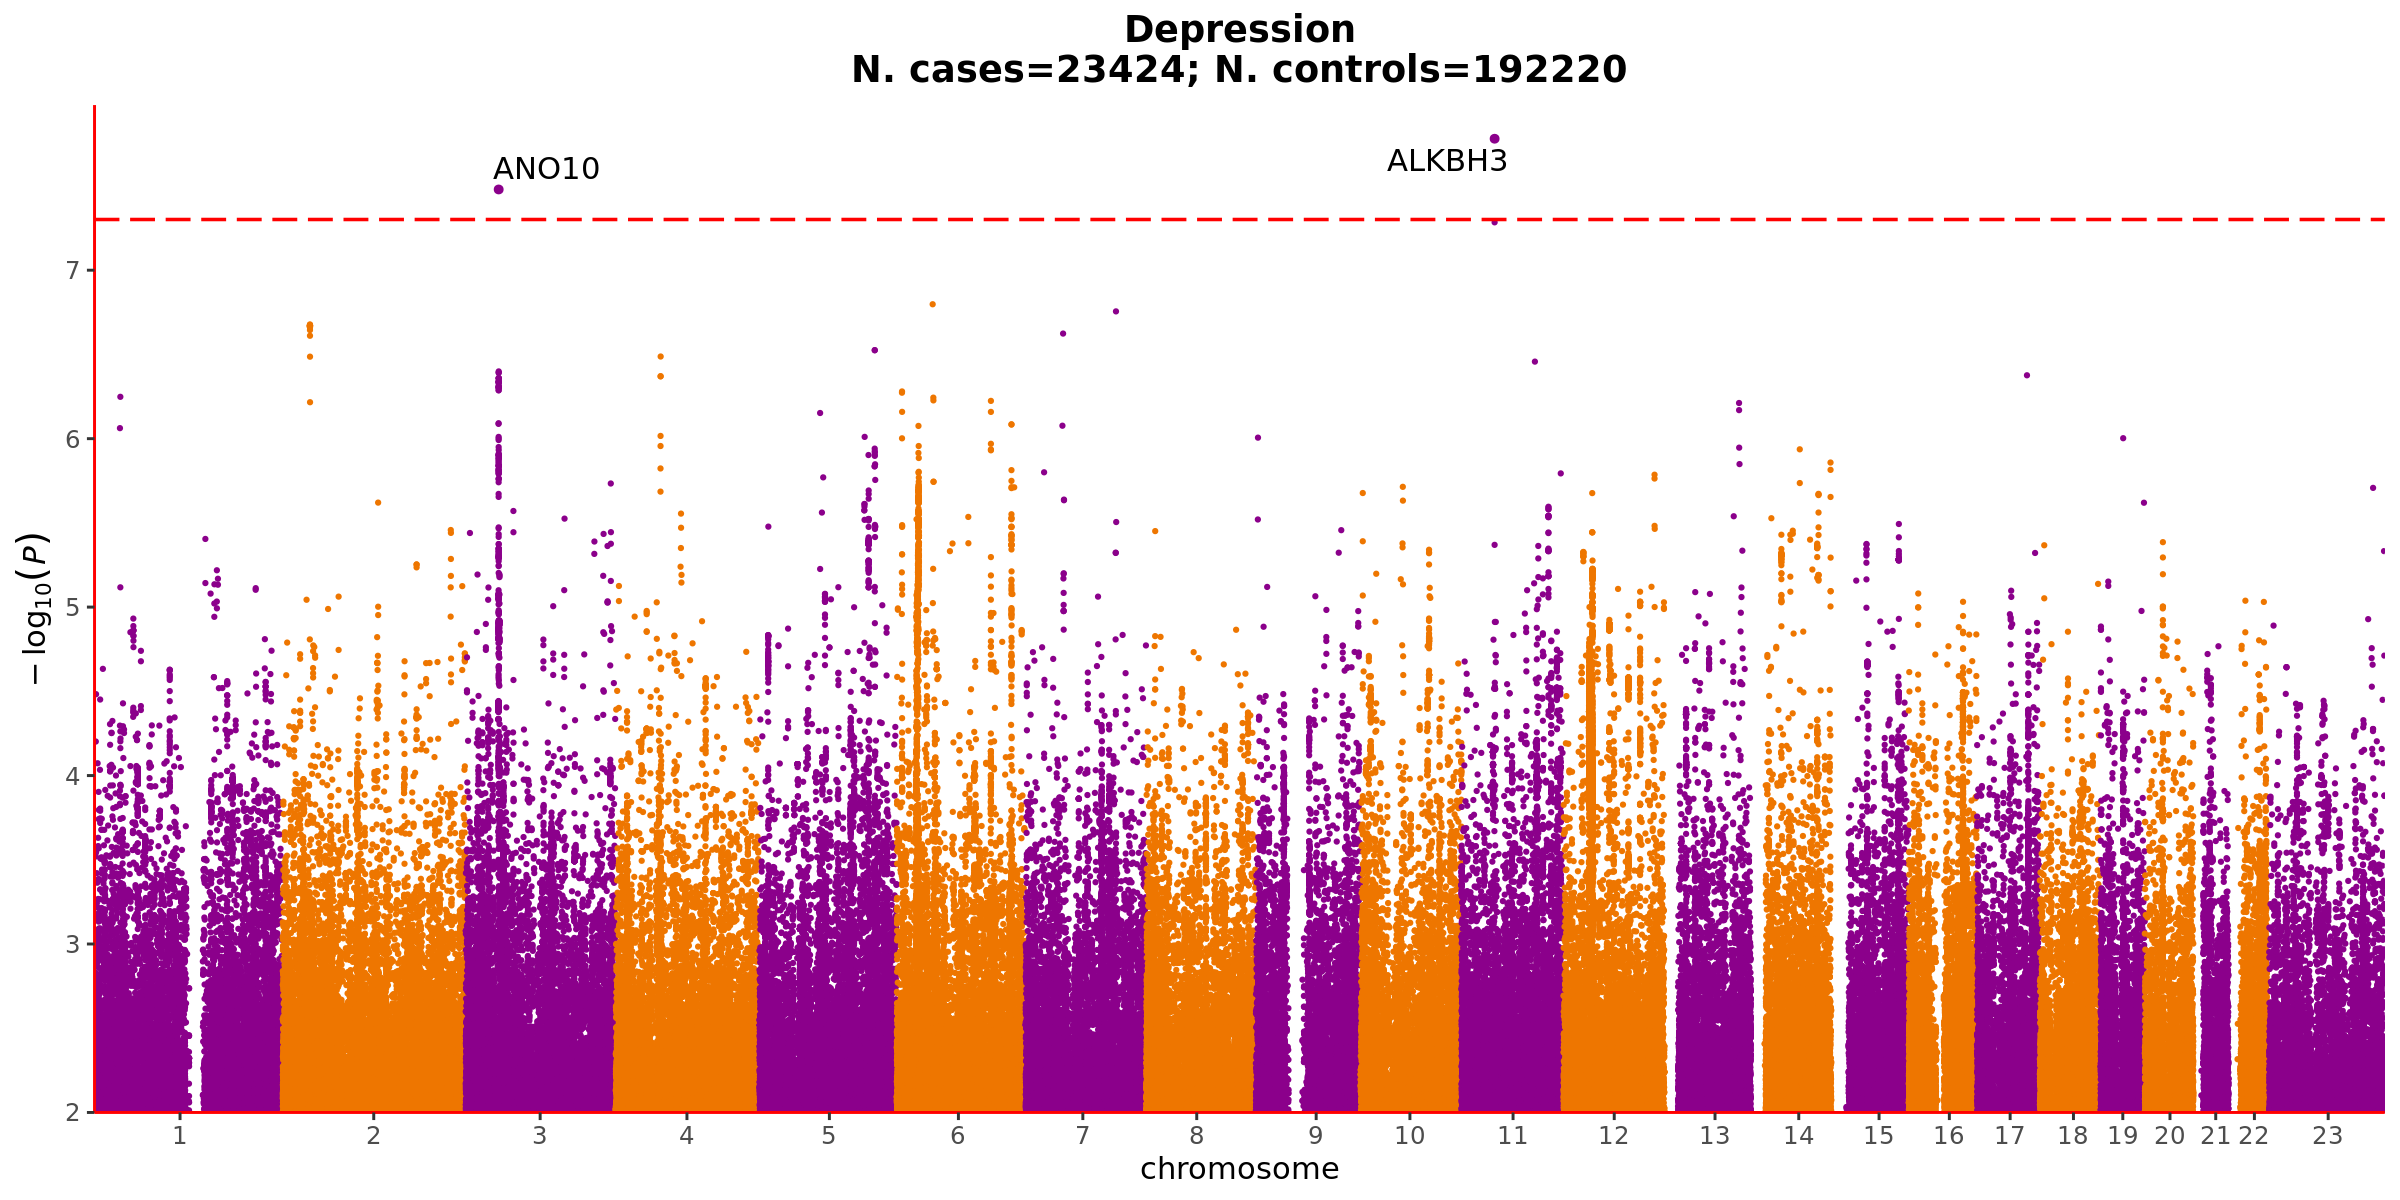 Depression
N. cases=23424; N. controls=192220
ANO10
ALKBH3
7
6
5
4
3
2
−log10(P)
1 2 3 4 5 6 7 8 9 10 11 12 13 14 15 16 17 18 19 20 21 22 23
chromosome